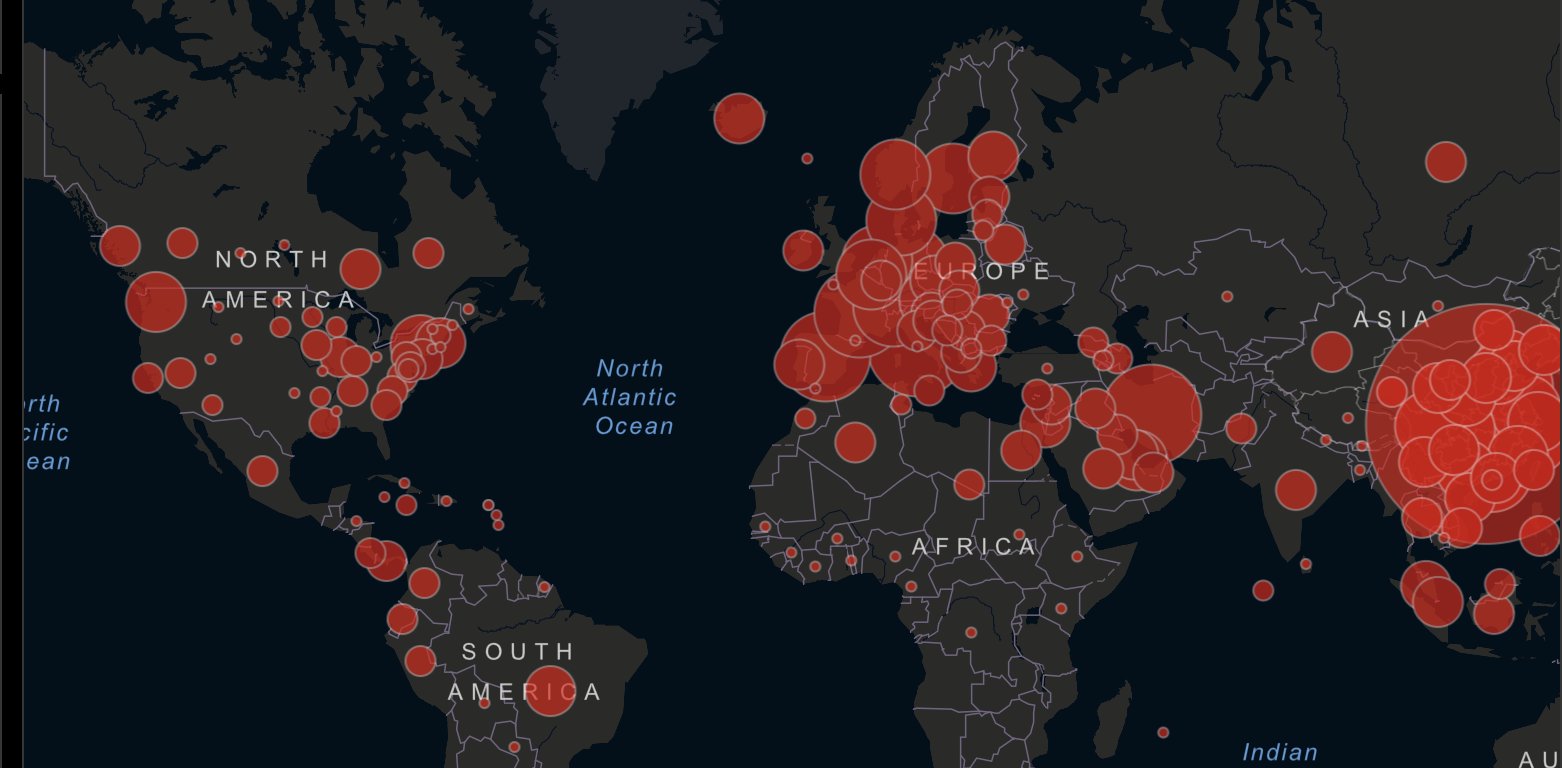 NORTH
AMERICA
EUROPE
ASIA
North
Atlantic
Ocean
rth
cific
ean
AFRICA
SOUTH
AMERICA
Indian
AU